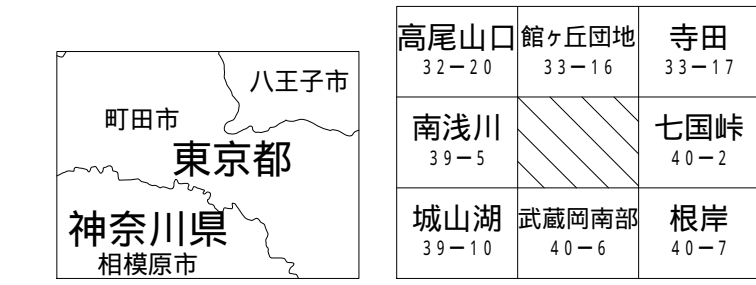 八王子市
町田市
東京都
神奈川県
相模原市
高尾山口 館ヶ丘団地 寺田
32－20 33－16 33－17
南浅川 七国峠
39－5 40－2
城山湖 武蔵岡南部 根岸
39－10 40－6 40－7